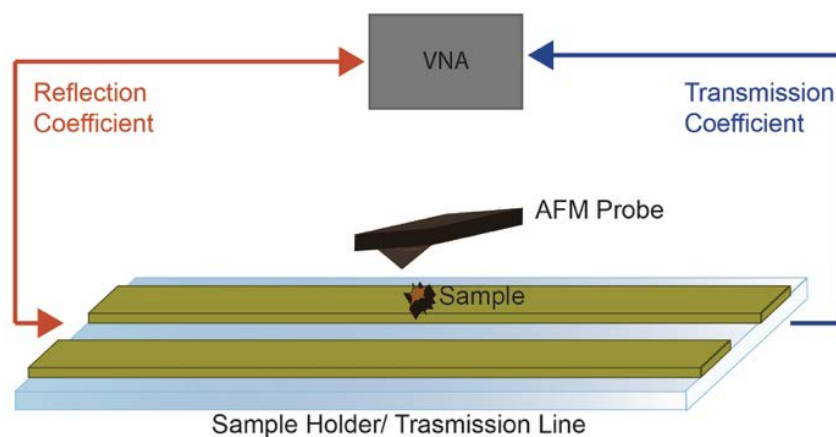 VNA
Reflection
Coefficient
Transmission
Coefficient
AFM Probe
Sample
Sample Holder/ Trasmission Line